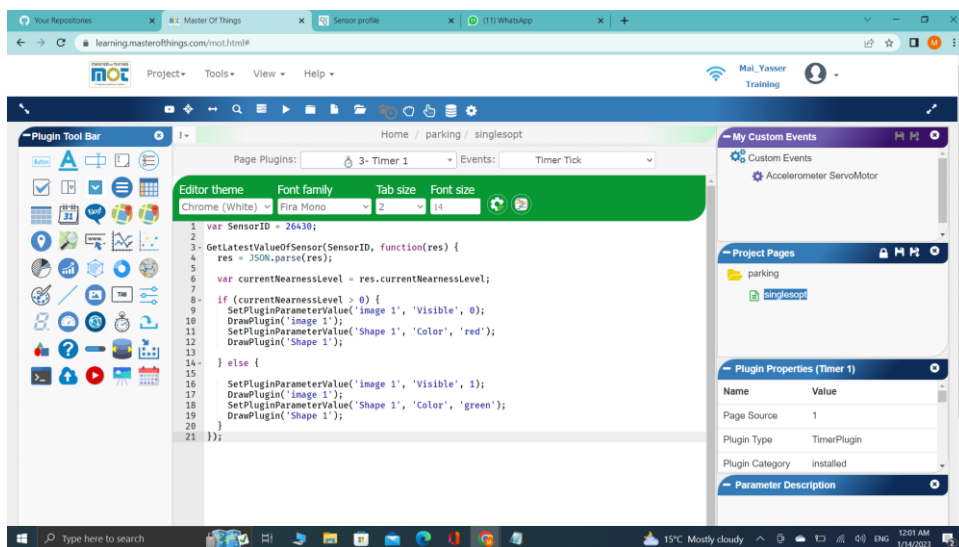 Your Repositories
Master Of Things
Sensor profile
(11) WhatsApp
learning.masterofthings.com/mot.html#
M
MASTER OF THINGS
MOT
Project
Tools
View
Help
Mai_Yasser
Training
Plugin Tool Bar
Button
31
TAB
Home / parking / singlesopt
Page Plugins:
3- Timer 1
Events:
Timer Tick
Editor theme
Font family
Tab size
Font size
Chrome (White)
Fira Mono
2
14
1 var SensorID = 26430;
2
3 GetLatestValueOfSensor(SensorID, function(res) {
4 res = JSON.parse(res);
5
6 var currentNearnessLevel = res.currentNearnessLevel;
7
8 if (currentNearnessLevel > 0) {
9 SetPluginParameterValue('image 1', 'Visible', 0);
10 DrawPlugin('image 1');
11 SetPluginParameterValue('Shape 1', 'Color', 'red');
12 DrawPlugin('Shape 1');
13
14 } else {
15
16 SetPluginParameterValue('image 1', 'Visible', 1);
17 DrawPlugin('image 1');
18 SetPluginParameterValue('Shape 1', 'Color', 'green');
19 DrawPlugin('Shape 1');
20 }
21 });
My Custom Events
Custom Events
Accelerometer ServoMotor
Project Pages
parking
singlesopt
Plugin Properties (Timer 1)
Name Value
Page Source 1
Plugin Type TimerPlugin
Plugin Category installed
Parameter Description
Type here to search
15°C Mostly cloudy
ENG
12:01 AM
1/14/2023
2